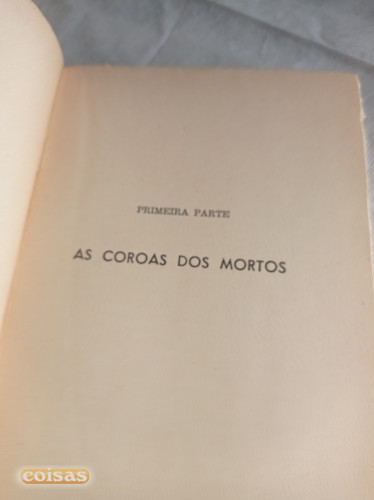 PRIMEIRA PARTE
AS COROAS DOS MORTOS
coisas